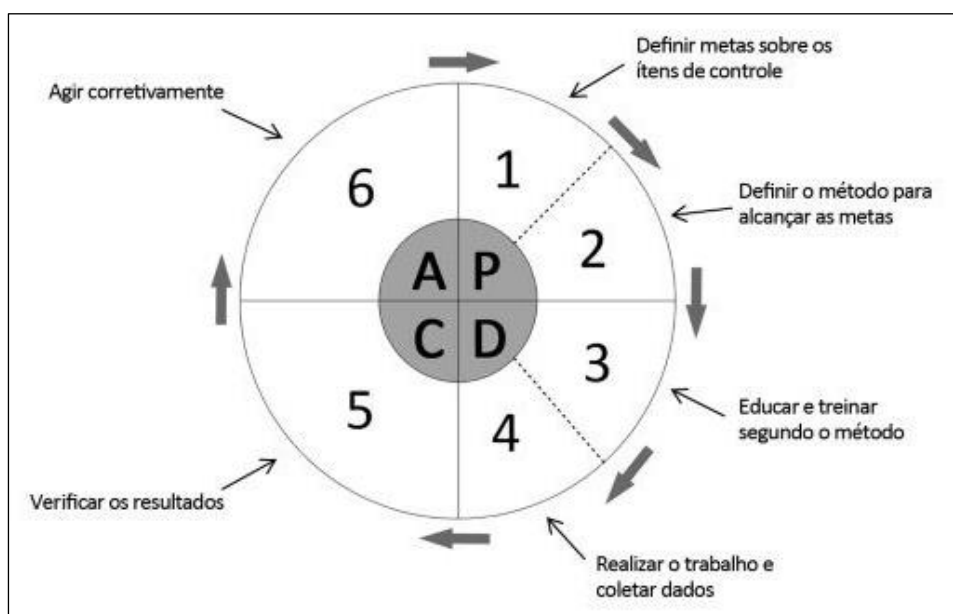 Definir metas sobre os
ítens de controle
Agir corretivamente
6
1
Definir o método para
alcançar as metas
2
A P
C D
3
5
4
Educar e treinar
segundo o método
Verificar os resultados
Realizar o trabalho e
coletar dados